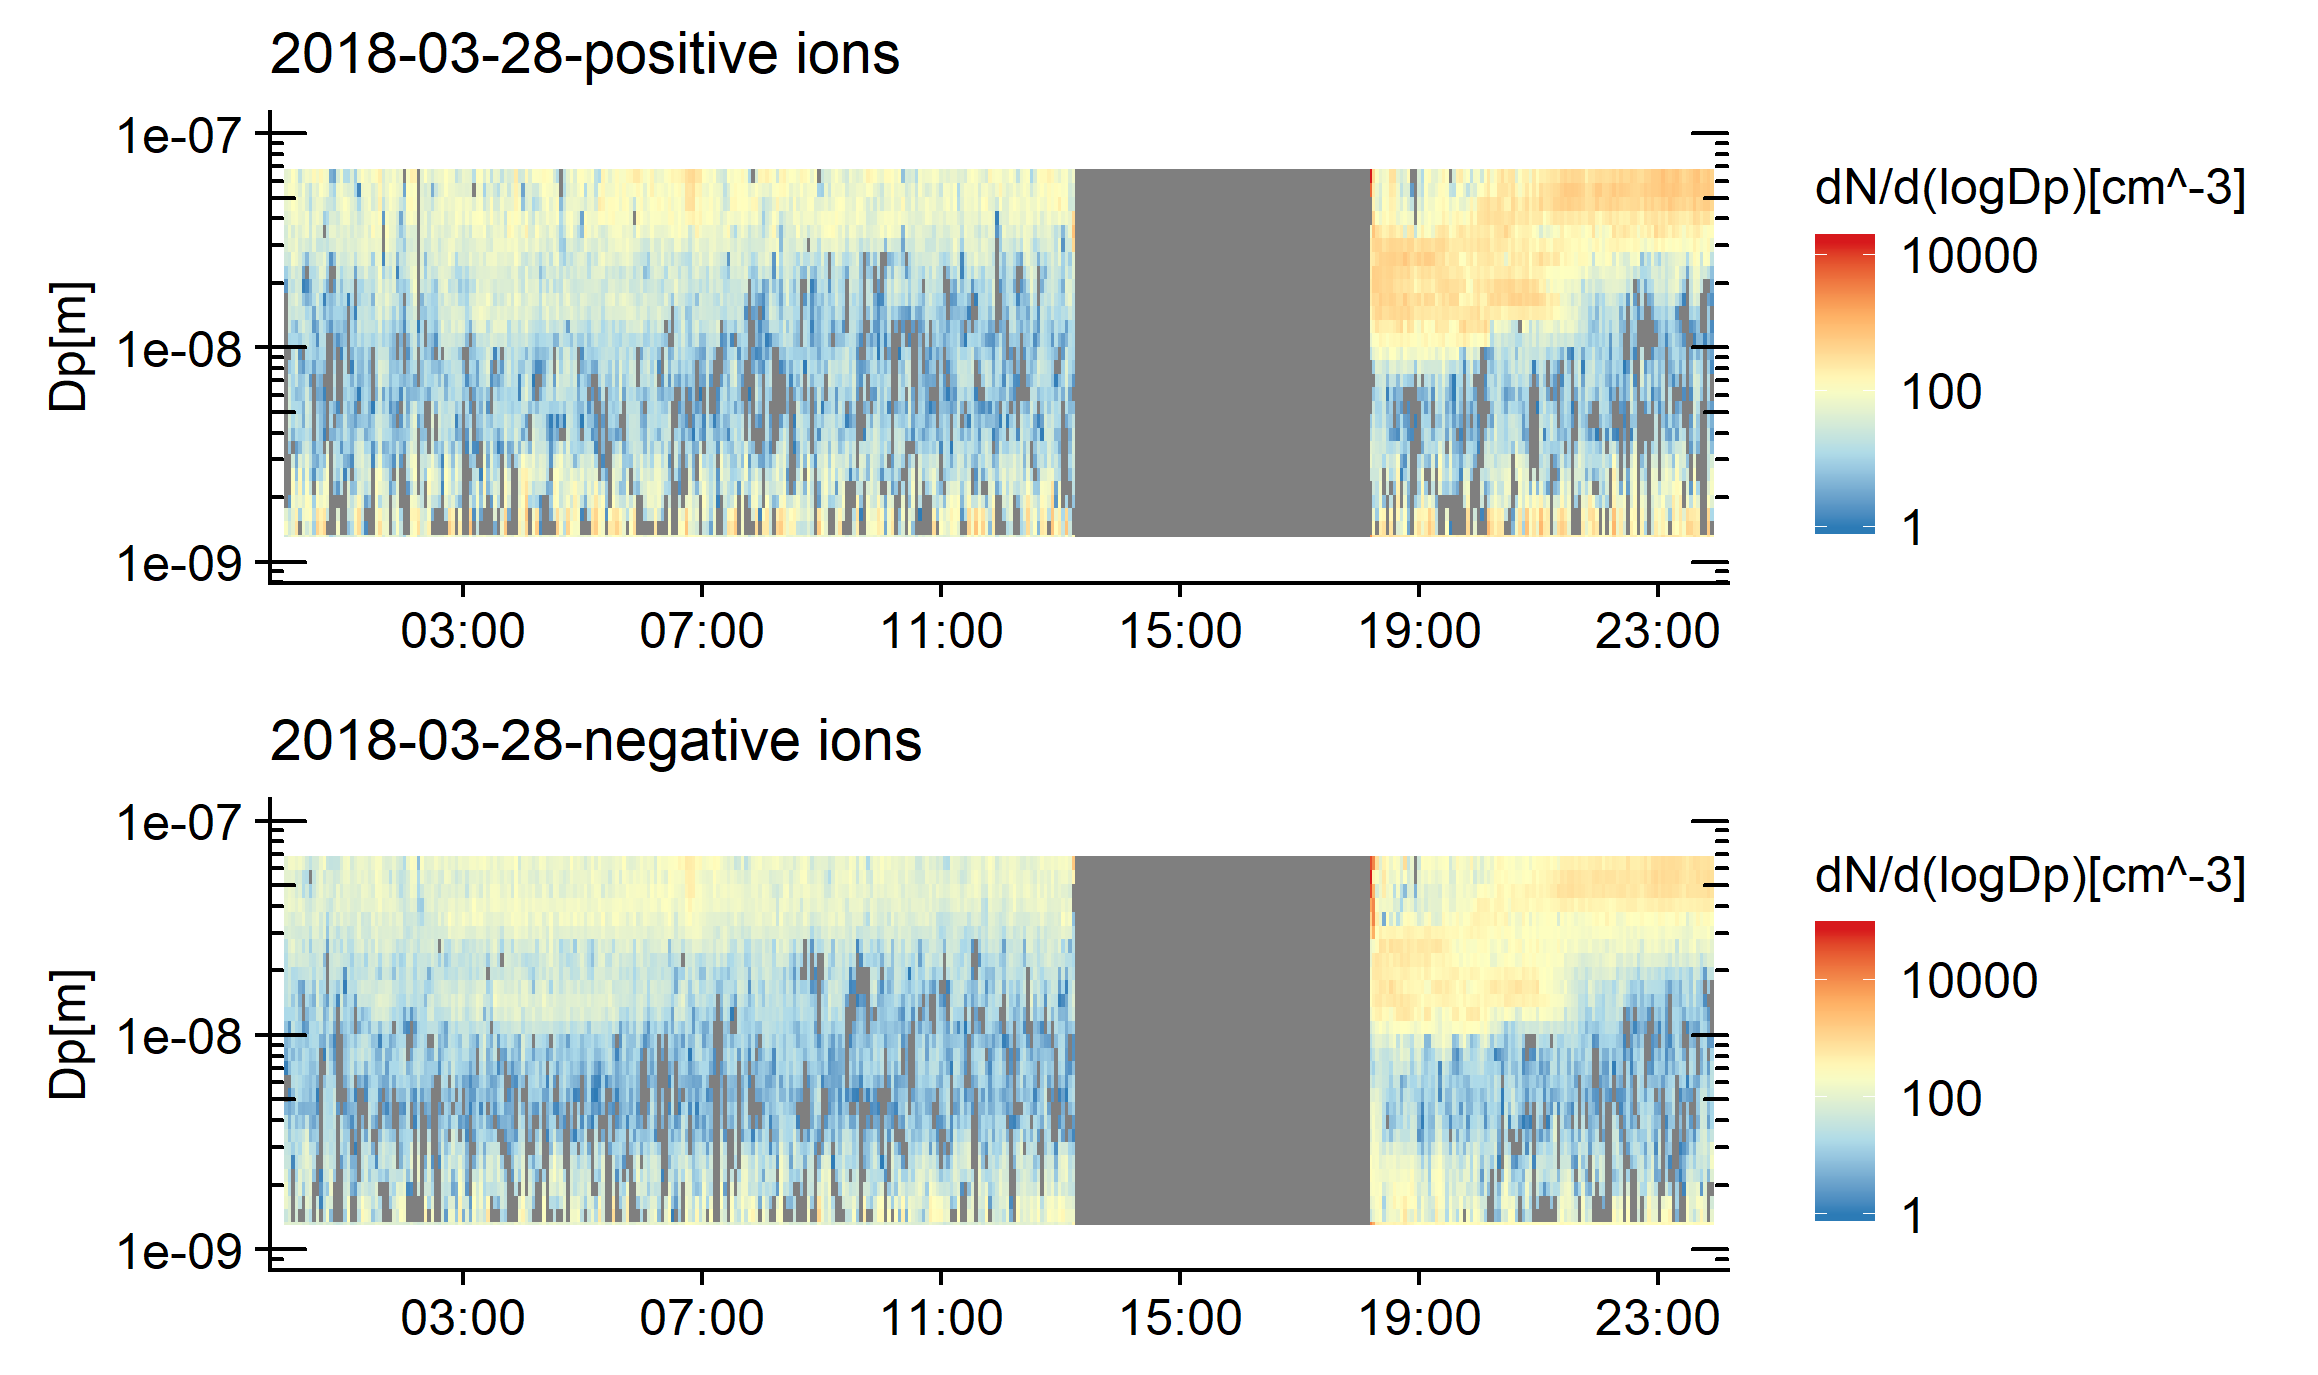 2018-03-28-positive ions
1e-07
1e-08
1e-09
Dp[m]
03:00 07:00 11:00 15:00 19:00 23:00
dN/d(logDp)[cm^-3]
10000
100
1
2018-03-28-negative ions
1e-07
1e-08
1e-09
Dp[m]
03:00 07:00 11:00 15:00 19:00 23:00
dN/d(logDp)[cm^-3]
10000
100
1